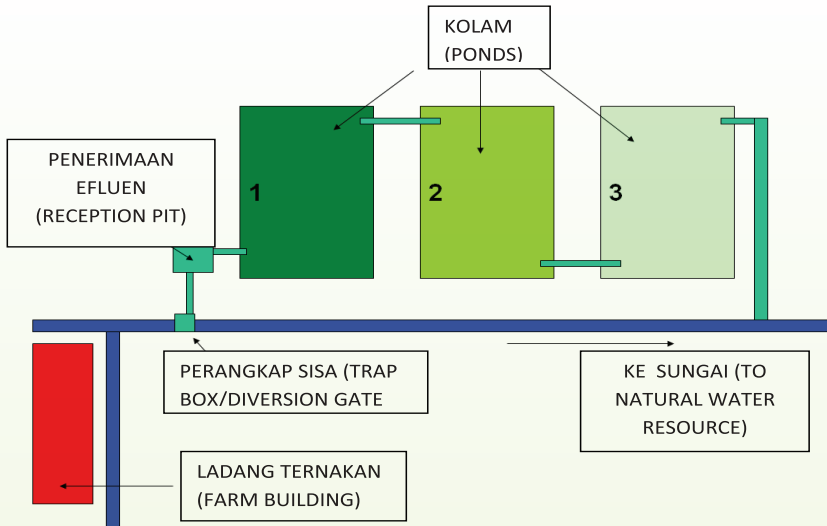 KOLAM
(PONDS)
PENERIMAAN
EFLUEN
(RECEPTION PIT)
1
2
3
PERANGKAP SISA (TRAP
BOX/DIVERSION GATE
KE SUNGAI (TO
NATURAL WATER
RESOURCE)
LADANG TERNAKAN
(FARM BUILDING)